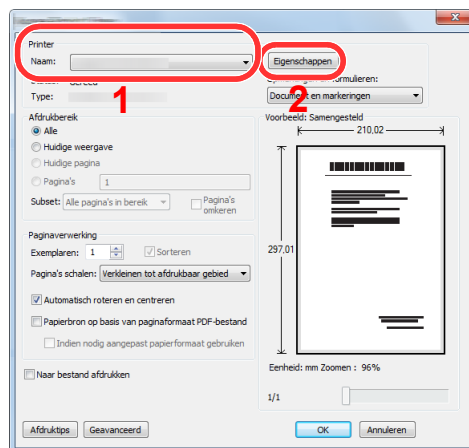 Printer
Naam:
Eigenschappen
Type:
Document en markeringen
1
2
Afdrukbereik
Alle
Huidige weergave
Huidige pagina
Pagina's 1
Subset: Alle pagina's in bereik
Pagina's omkeren
Voorbeeld: Samengesteld
210,02
297,01
Paginaverwerking
Exemplaren: 1
Sorteren
Pagina's schalen: Verkleinen tot afdrukbaar gebied
Automatisch roteren en centreren
Papierbron op basis van paginaformaat PDF-bestand
Indien nodig aangepast papierformaat gebruiken
Naar bestand afdrukken
Eenheid: mm Zoomen : 96%
1/1
Afdruktips
Geavanceerd
OK
Annuleren